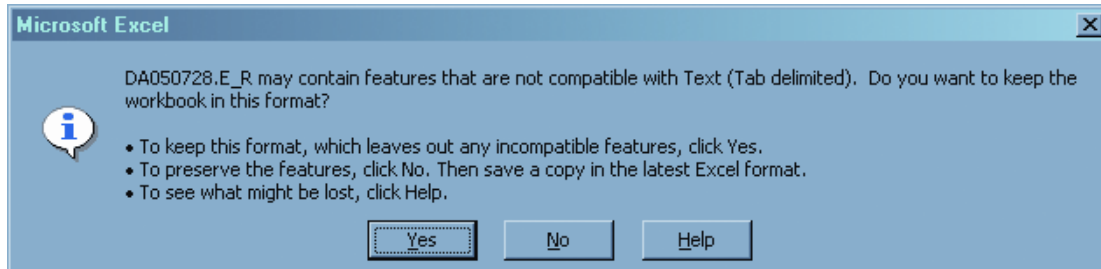 Microsoft Excel
DA050728.E_R may contain features that are not compatible with Text (Tab delimited).  Do you want to keep the
workbook in this format?
• To keep this format, which leaves out any incompatible features, click Yes.
• To preserve the features, click No. Then save a copy in the latest Excel format.
• To see what might be lost, click Help.
Yes No Help